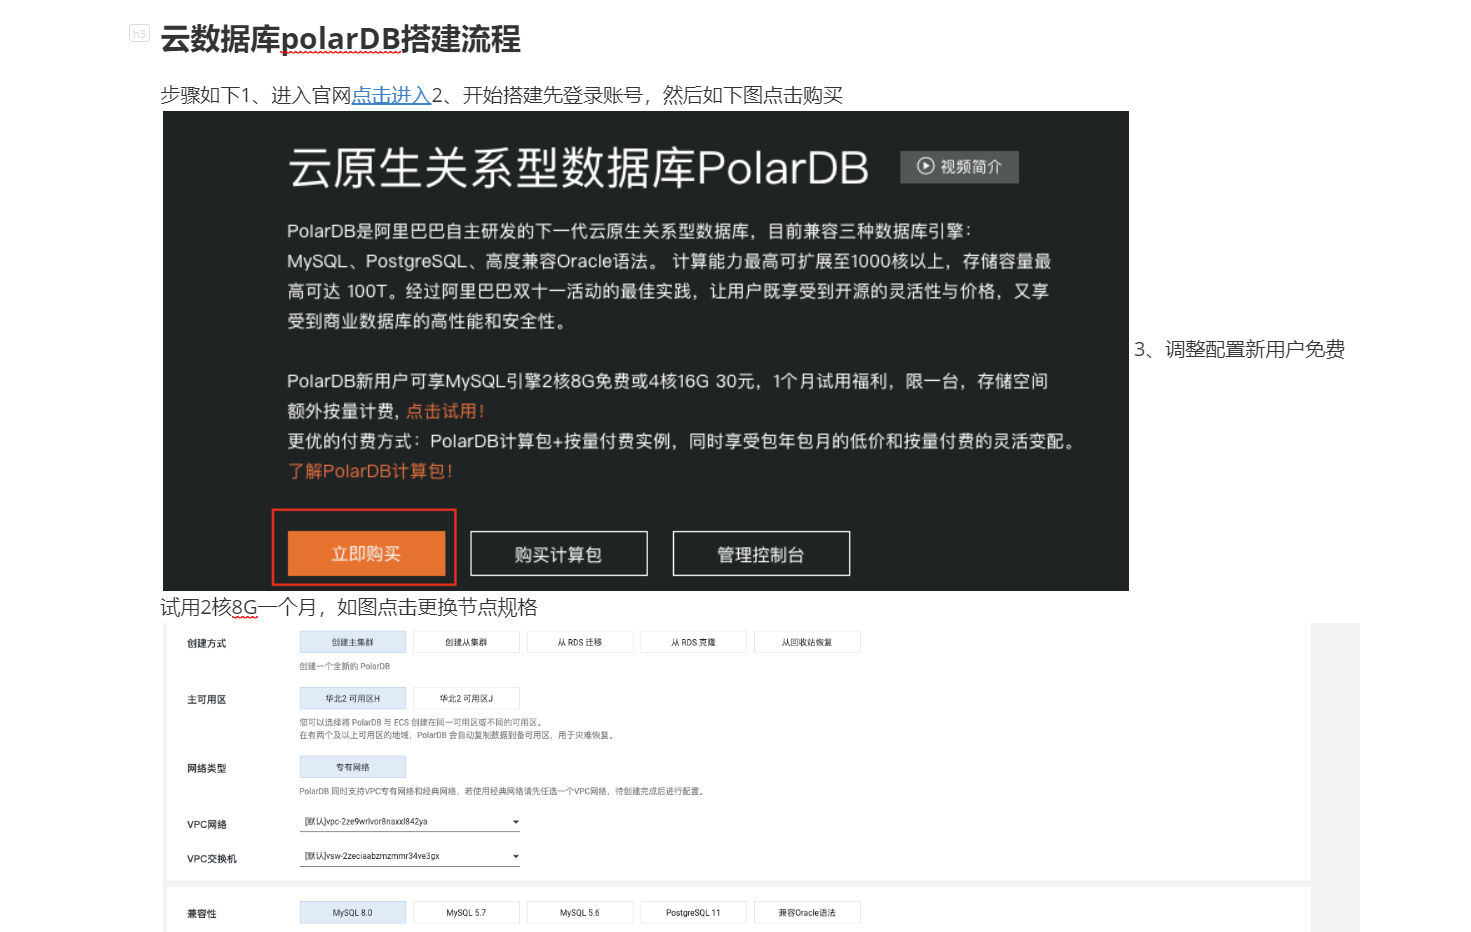 h3
云数据库polarDB搭建流程
步骤如下1、进入官网点击进入2、开始搭建先登录账号，然后如下图点击购买
云原生关系型数据库PolarDB
视频简介
PolarDB是阿里巴巴自主研发的下一代云原生关系型数据库，目前兼容三种数据库引擎：
MySQL、PostgreSQL、高度兼容Oracle语法。 计算能力最高可扩展至1000核以上，存储容量最
高可达 100T。经过阿里巴巴双十一活动的最佳实践，让用户既享受到开源的灵活性与价格，又享
受到商业数据库的高性能和安全性。
PolarDB新用户可享MySQL引擎2核8G免费或4核16G 30元，1个月试用福利，限一台，存储空间
额外按量计费, 点击试用！
更优的付费方式：PolarDB计算包+按量付费实例，同时享受包年包月的低价和按量付费的灵活变配。
了解PolarDB计算包！
立即购买
购买计算包
管理控制台
3、调整配置新用户免费
试用2核8G一个月，如图点击更换节点规格
创建方式
创建主集群
创建从集群
从 RDS 迁移
从 RDS 克隆
从回收站恢复
创建一个全新的 PolarDB
主可用区
华北2 可用区H
华北2 可用区J
您可以选择将 PolarDB 与 ECS 创建在同一可用区或不同的可用区。
在有两个及以上可用区的地域，PolarDB 会自动复制数据到备可用区，用于灾难恢复。
网络类型
专有网络
PolarDB 同时支持VPC专有网络和经典网络，若使用经典网络请先任选一个VPC网络，待创建完成后进行配置。
VPC网络
[默认]vpc-2ze9wrlvor8naxxl842ya
VPC交换机
[默认]vsw-2zeciaabzmzmmr34ve3gx
兼容性
MySQL 8.0
MySQL 5.7
MySQL 5.6
PostgreSQL 11
兼容Oracle语法